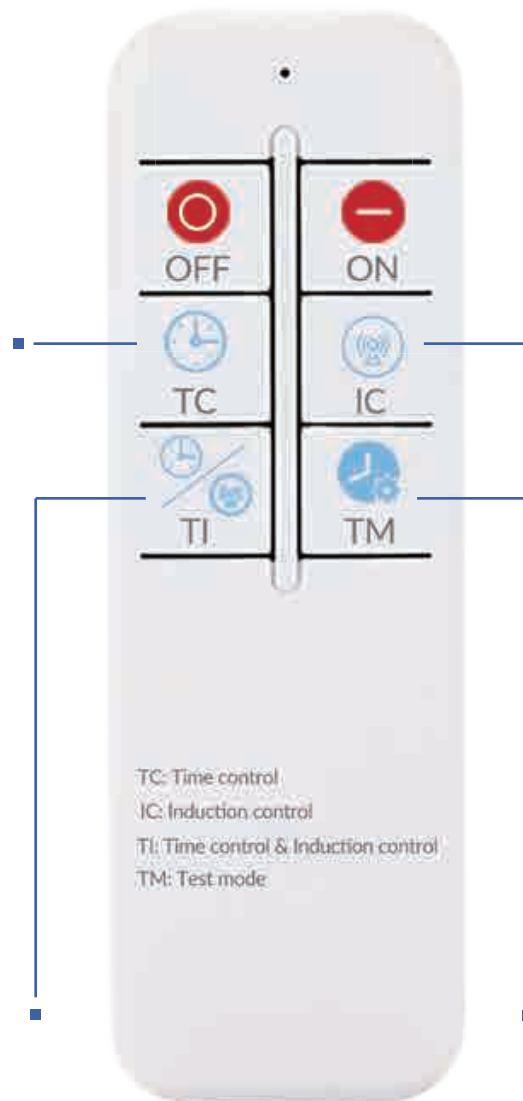 OFF ON
TC IC
TI TM
TC: Time control
IC: Induction control
TI: Time control & Induction control
TM: Test mode